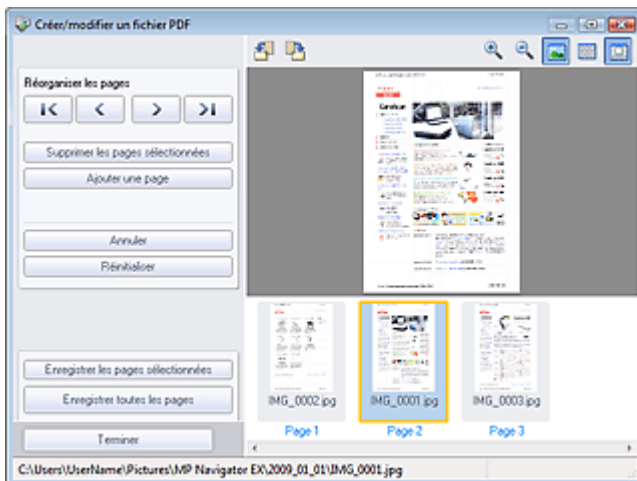 Créer/modifier un fichier PDF
Réorganiser les pages
Supprimer les pages sélectionnées
Ajouter une page
Annuler
Réinitialiser
Enregistrer les pages sélectionnées
Enregistrer toutes les pages
Terminer
IMG_0002.jpg
IMG_0001.jpg
IMG_0003.jpg
Page 1
Page 2
Page 3
C:\Users\UserName\Pictures\MP Navigator EX\2009_01_01\IMG_0001.jpg